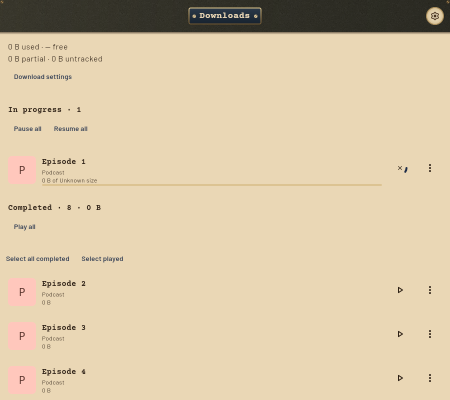 Downloads
0 B used · — free
0 B partial · 0 B untracked
Download settings
In progress · 1
Pause all Resume all
P
Episode 1
Podcast
0 B of Unknown size
Completed · 8 · 0 B
Play all
Select all completed Select played
P
Episode 2
Podcast
0 B
P
Episode 3
Podcast
0 B
P
Episode 4
Podcast
0 B